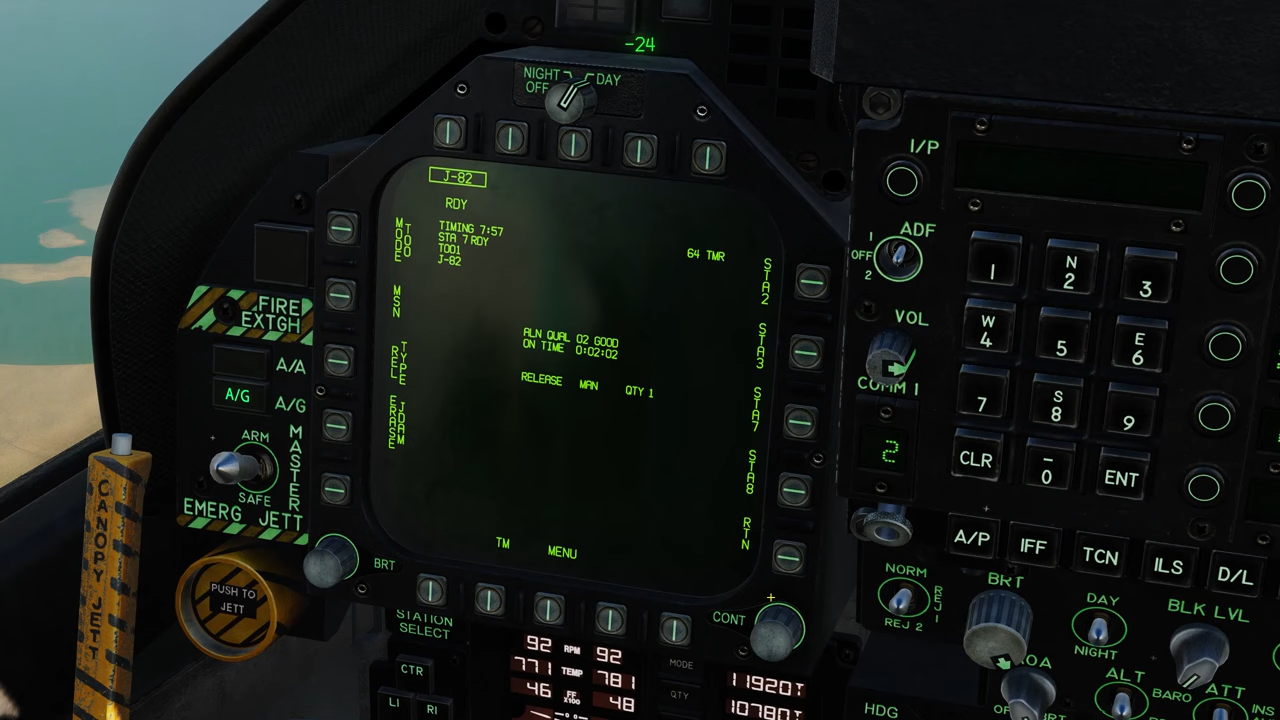 -24
NIGHT
DAY
OFF
J-82
RDY
TIMING 7:57
STA 7 RDY
TOO1
J-82
64 TMR
MODE
TOO
MSN
REL
TYPE
ERASE
JDAM
STA2
STA3
STA7
STA8
RTN
ALN QUAL 02 GOOD
ON TIME 0:02:02
RELEASE MAN QTY 1
TM MENU
BRT
CONT
FIRE
EXTGH
A/A
A/G A/G
ARM
SAFE
MASTER
EMERG JETT
PUSH TO
JETT
CANOPY JETT
STATION
SELECT
CTR
LI RI
92 RPM 92
771 TEMP 781
46 FF X100 48
MODE
QTY
11920T
10780T
I/P
ADF
1
OFF
2
VOL
COMM 1
2
1
N 2
3
W 4
5
E 6
7
S 8
9
CLR
- 0
ENT
A/P
IFF
TCN
ILS
D/L
NORM
REJ 1
REJ 2
BRT
DAY
NIGHT
BLK LVL
ALT
BARO
ATT
INS
HDG